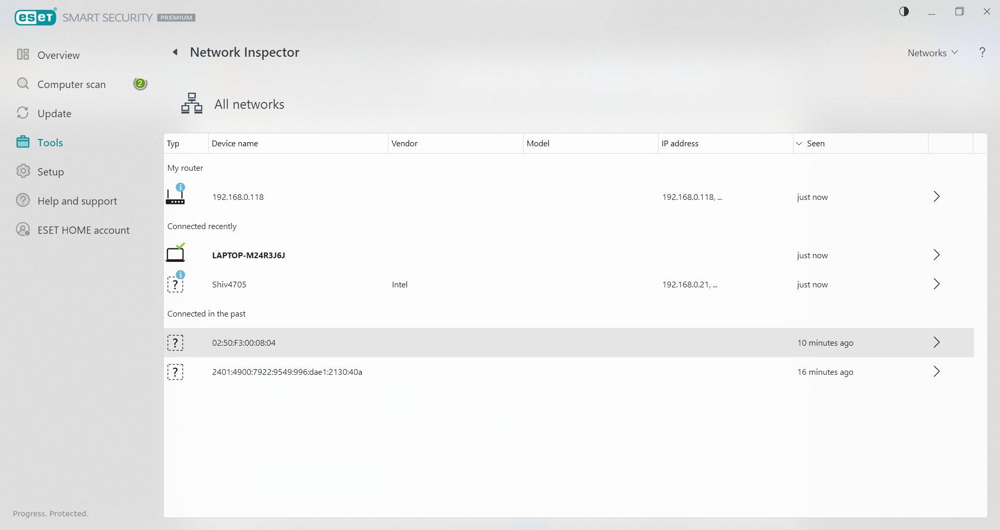 eset SMART SECURITY PREMIUM
Overview
Computer scan 2
Update
Tools
Setup
Help and support
ESET HOME account
Progress. Protected.
Network Inspector
Networks ?
All networks
Typ Device name Vendor Model IP address Seen
My router
i 192.168.0.118 192.168.0.118, ... just now
Connected recently
LAPTOP-M24R3J6J just now
i ? Shiv4705 Intel 192.168.0.21, ... just now
Connected in the past
? 02:50:F3:00:08:04 10 minutes ago
? 2401:4900:7922:9549:996:dae1:2130:40a 16 minutes ago